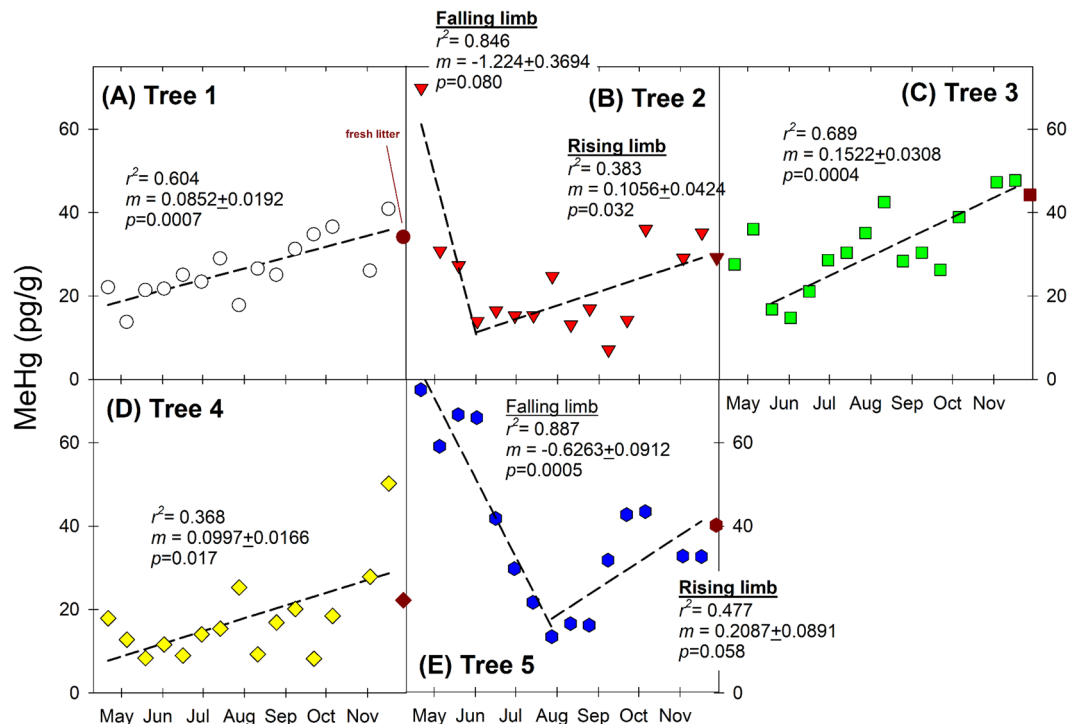 Falling limb
r2= 0.846
m = -1.224+0.3694
p=0.080
(A) Tree 1
(B) Tree 2
(C) Tree 3
fresh litter
r2= 0.604
m = 0.0852+0.0192
p=0.0007
Rising limb
r2= 0.383
m = 0.1056+0.0424
p=0.032
r2= 0.689
m = 0.1522+0.0308
p=0.0004
60
40
20
0
60
40
20
0
May Jun Jul Aug Sep Oct Nov
MeHg (pg/g)
(D) Tree 4
Falling limb
r2= 0.887
m = -0.6263+0.0912
p=0.0005
r2= 0.368
m = 0.0997+0.0166
p=0.017
Rising limb
r2= 0.477
m = 0.2087+0.0891
p=0.058
(E) Tree 5
60
40
20
0
60
40
20
0
May Jun Jul Aug Sep Oct Nov
May Jun Jul Aug Sep Oct Nov